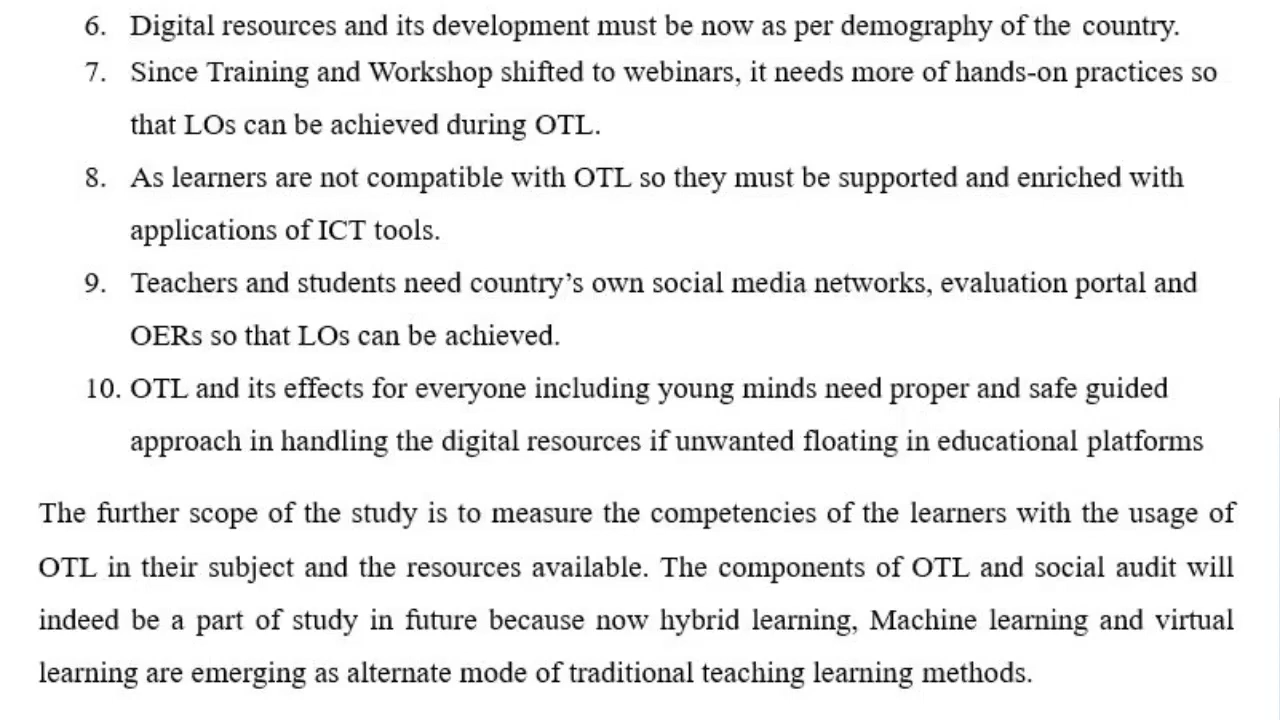 6. Digital resources and its development must be now as per demography of the country.
7. Since Training and Workshop shifted to webinars, it needs more of hands-on practices so
that LOs can be achieved during OTL.
8. As learners are not compatible with OTL so they must be supported and enriched with
applications of ICT tools.
9. Teachers and students need country’s own social media networks, evaluation portal and
OERs so that LOs can be achieved.
10. OTL and its effects for everyone including young minds need proper and safe guided
approach in handling the digital resources if unwanted floating in educational platforms
The further scope of the study is to measure the competencies of the learners with the usage of
OTL in their subject and the resources available. The components of OTL and social audit will
indeed be a part of study in future because now hybrid learning, Machine learning and virtual
learning are emerging as alternate mode of traditional teaching learning methods.